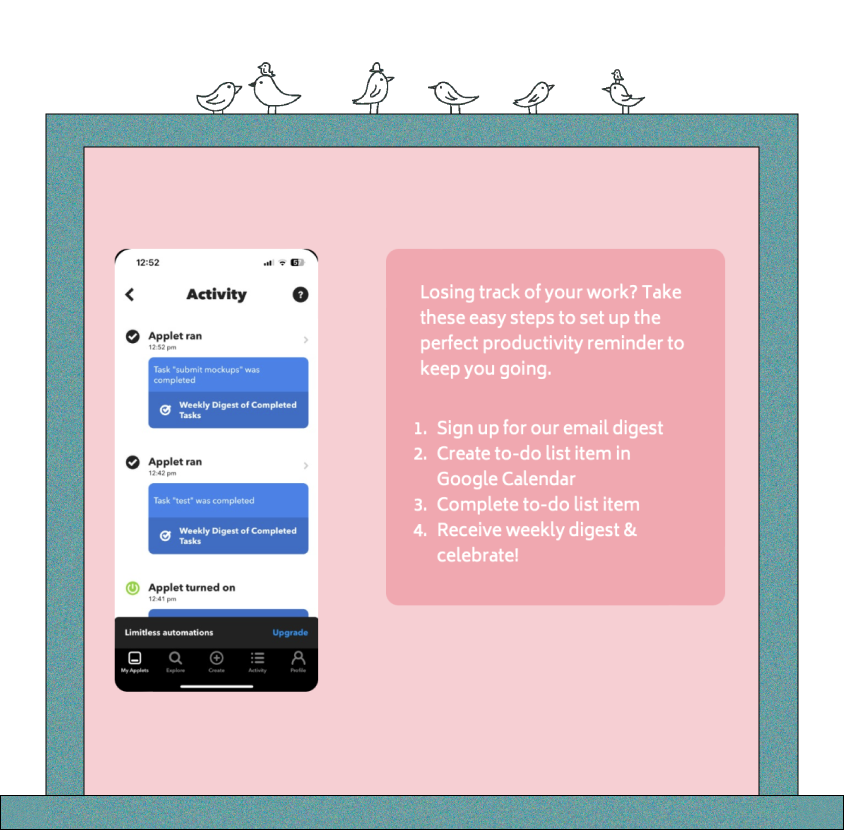 12:52
5
Activity
?
Applet ran
12:52 pm
Task "submit mockups" was
completed
Weekly Digest of Completed
Tasks
Applet ran
12:42 pm
Task "test" was completed
Weekly Digest of Completed
Tasks
Applet turned on
12:41 pm
Limitless automations
Upgrade
My Applets
Explore
Create
Activity
Profile
Losing track of your work? Take
these easy steps to set up the
perfect productivity reminder to
keep you going.
1. Sign up for our email digest
2. Create to-do list item in
Google Calendar
3. Complete to-do list item
4. Receive weekly digest &
celebrate!